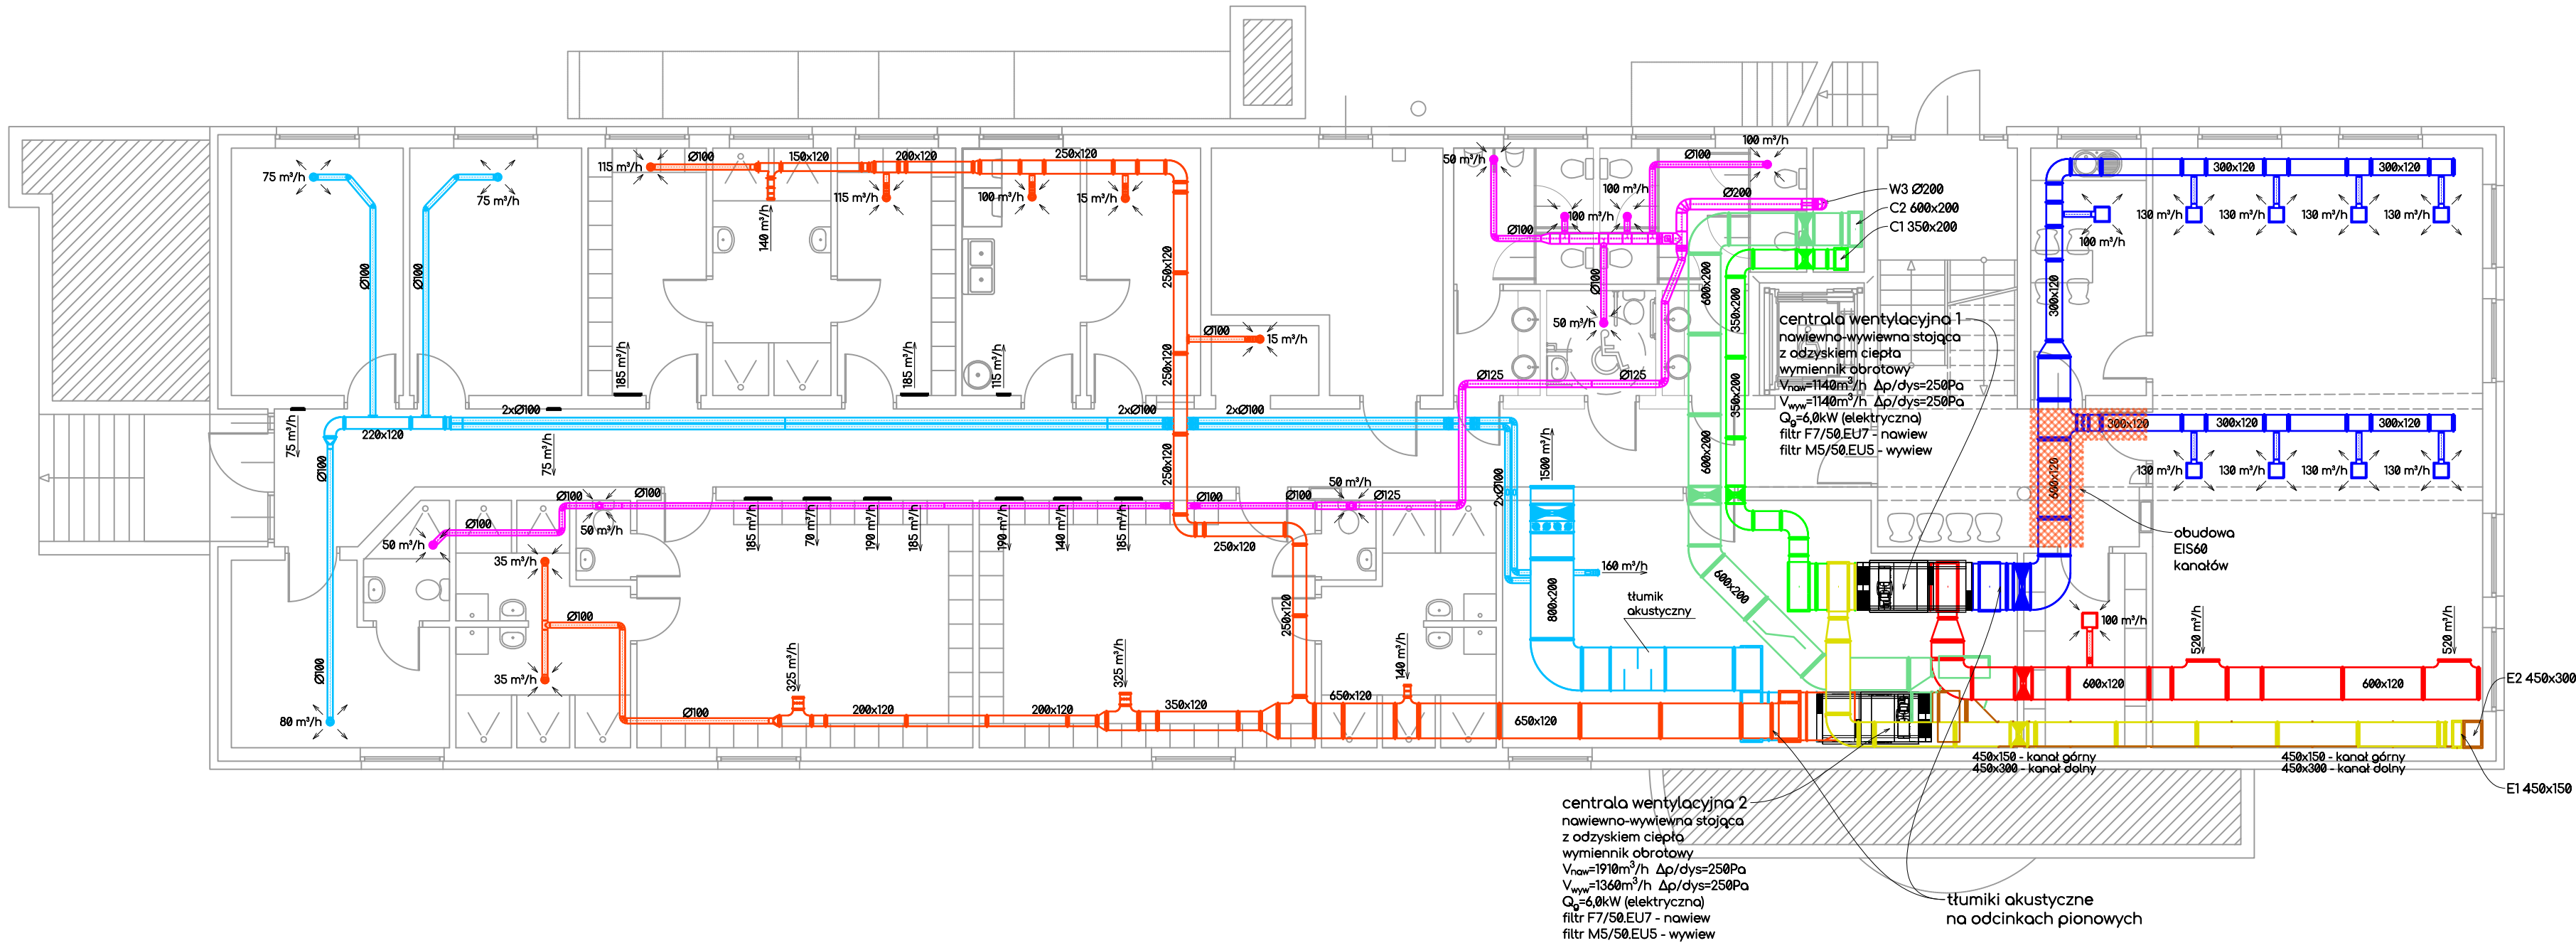 100 m³/h
Ø100
150x120
200x120
250x120
Ø100
50 m³/h
115 m³/h
300x120
300x120
75 m³/h
75 m³/h
115 m³/h
100 m³/h
15 m³/h
100 m³/h
Ø200
W3 Ø200
C2 600x200
C1 350x200
140 m³/h
100 m³/h
Ø100
130 m³/h
130 m³/h
130 m³/h
130 m³/h
100 m³/h
Ø100
Ø100
250x120
Ø100
600x200
350x200
300x120
Ø100
15 m³/h
50 m³/h
centrala wentylacyjna 1
nawiewno-wywiewna stojąca
z odzyskiem ciepła
wymiennik obrotowy
Vnaw=1140m³/h Δp/dys=250Pa
Vwyw=1140m³/h Δp/dys=250Pa
Qg=6,0kW (elektryczna)
filtr F7/50.EU7 - nawiew
filtr M5/50.EU5 - wywiew
185 m³/h
185 m³/h
115 m³/h
250x120
Ø125
Ø125
350x200
2xØ100
2xØ100
2xØ100
220x120
75 m³/h
75 m³/h
300x120
300x120
300x120
Ø100
250x120
1500 m³/h
600x200
600x120
130 m³/h
130 m³/h
130 m³/h
130 m³/h
50 m³/h
Ø100
Ø100
Ø100
Ø100
Ø125
2xØ100
Ø100
50 m³/h
50 m³/h
185 m³/h
70 m³/h
190 m³/h
185 m³/h
190 m³/h
140 m³/h
185 m³/h
250x120
obudowa
EIS60
kanałów
35 m³/h
160 m³/h
600x200
tłumik
akustyczny
800x200
250x120
Ø100
100 m³/h
520 m³/h
520 m³/h
Ø100
35 m³/h
325 m³/h
325 m³/h
140 m³/h
600x120
600x120
E2 450x300
80 m³/h
Ø100
200x120
200x120
350x120
650x120
650x120
450x150 - kanał górny
450x300 - kanał dolny
450x150 - kanał górny
450x300 - kanał dolny
E1 450x150
centrala wentylacyjna 2
nawiewno-wywiewna stojąca
z odzyskiem ciepła
wymiennik obrotowy
Vnaw=1910m³/h Δp/dys=250Pa
Vwyw=1360m³/h Δp/dys=250Pa
Qg=6,0kW (elektryczna)
filtr F7/50.EU7 - nawiew
filtr M5/50.EU5 - wywiew
tłumiki akustyczne
na odcinkach pionowych